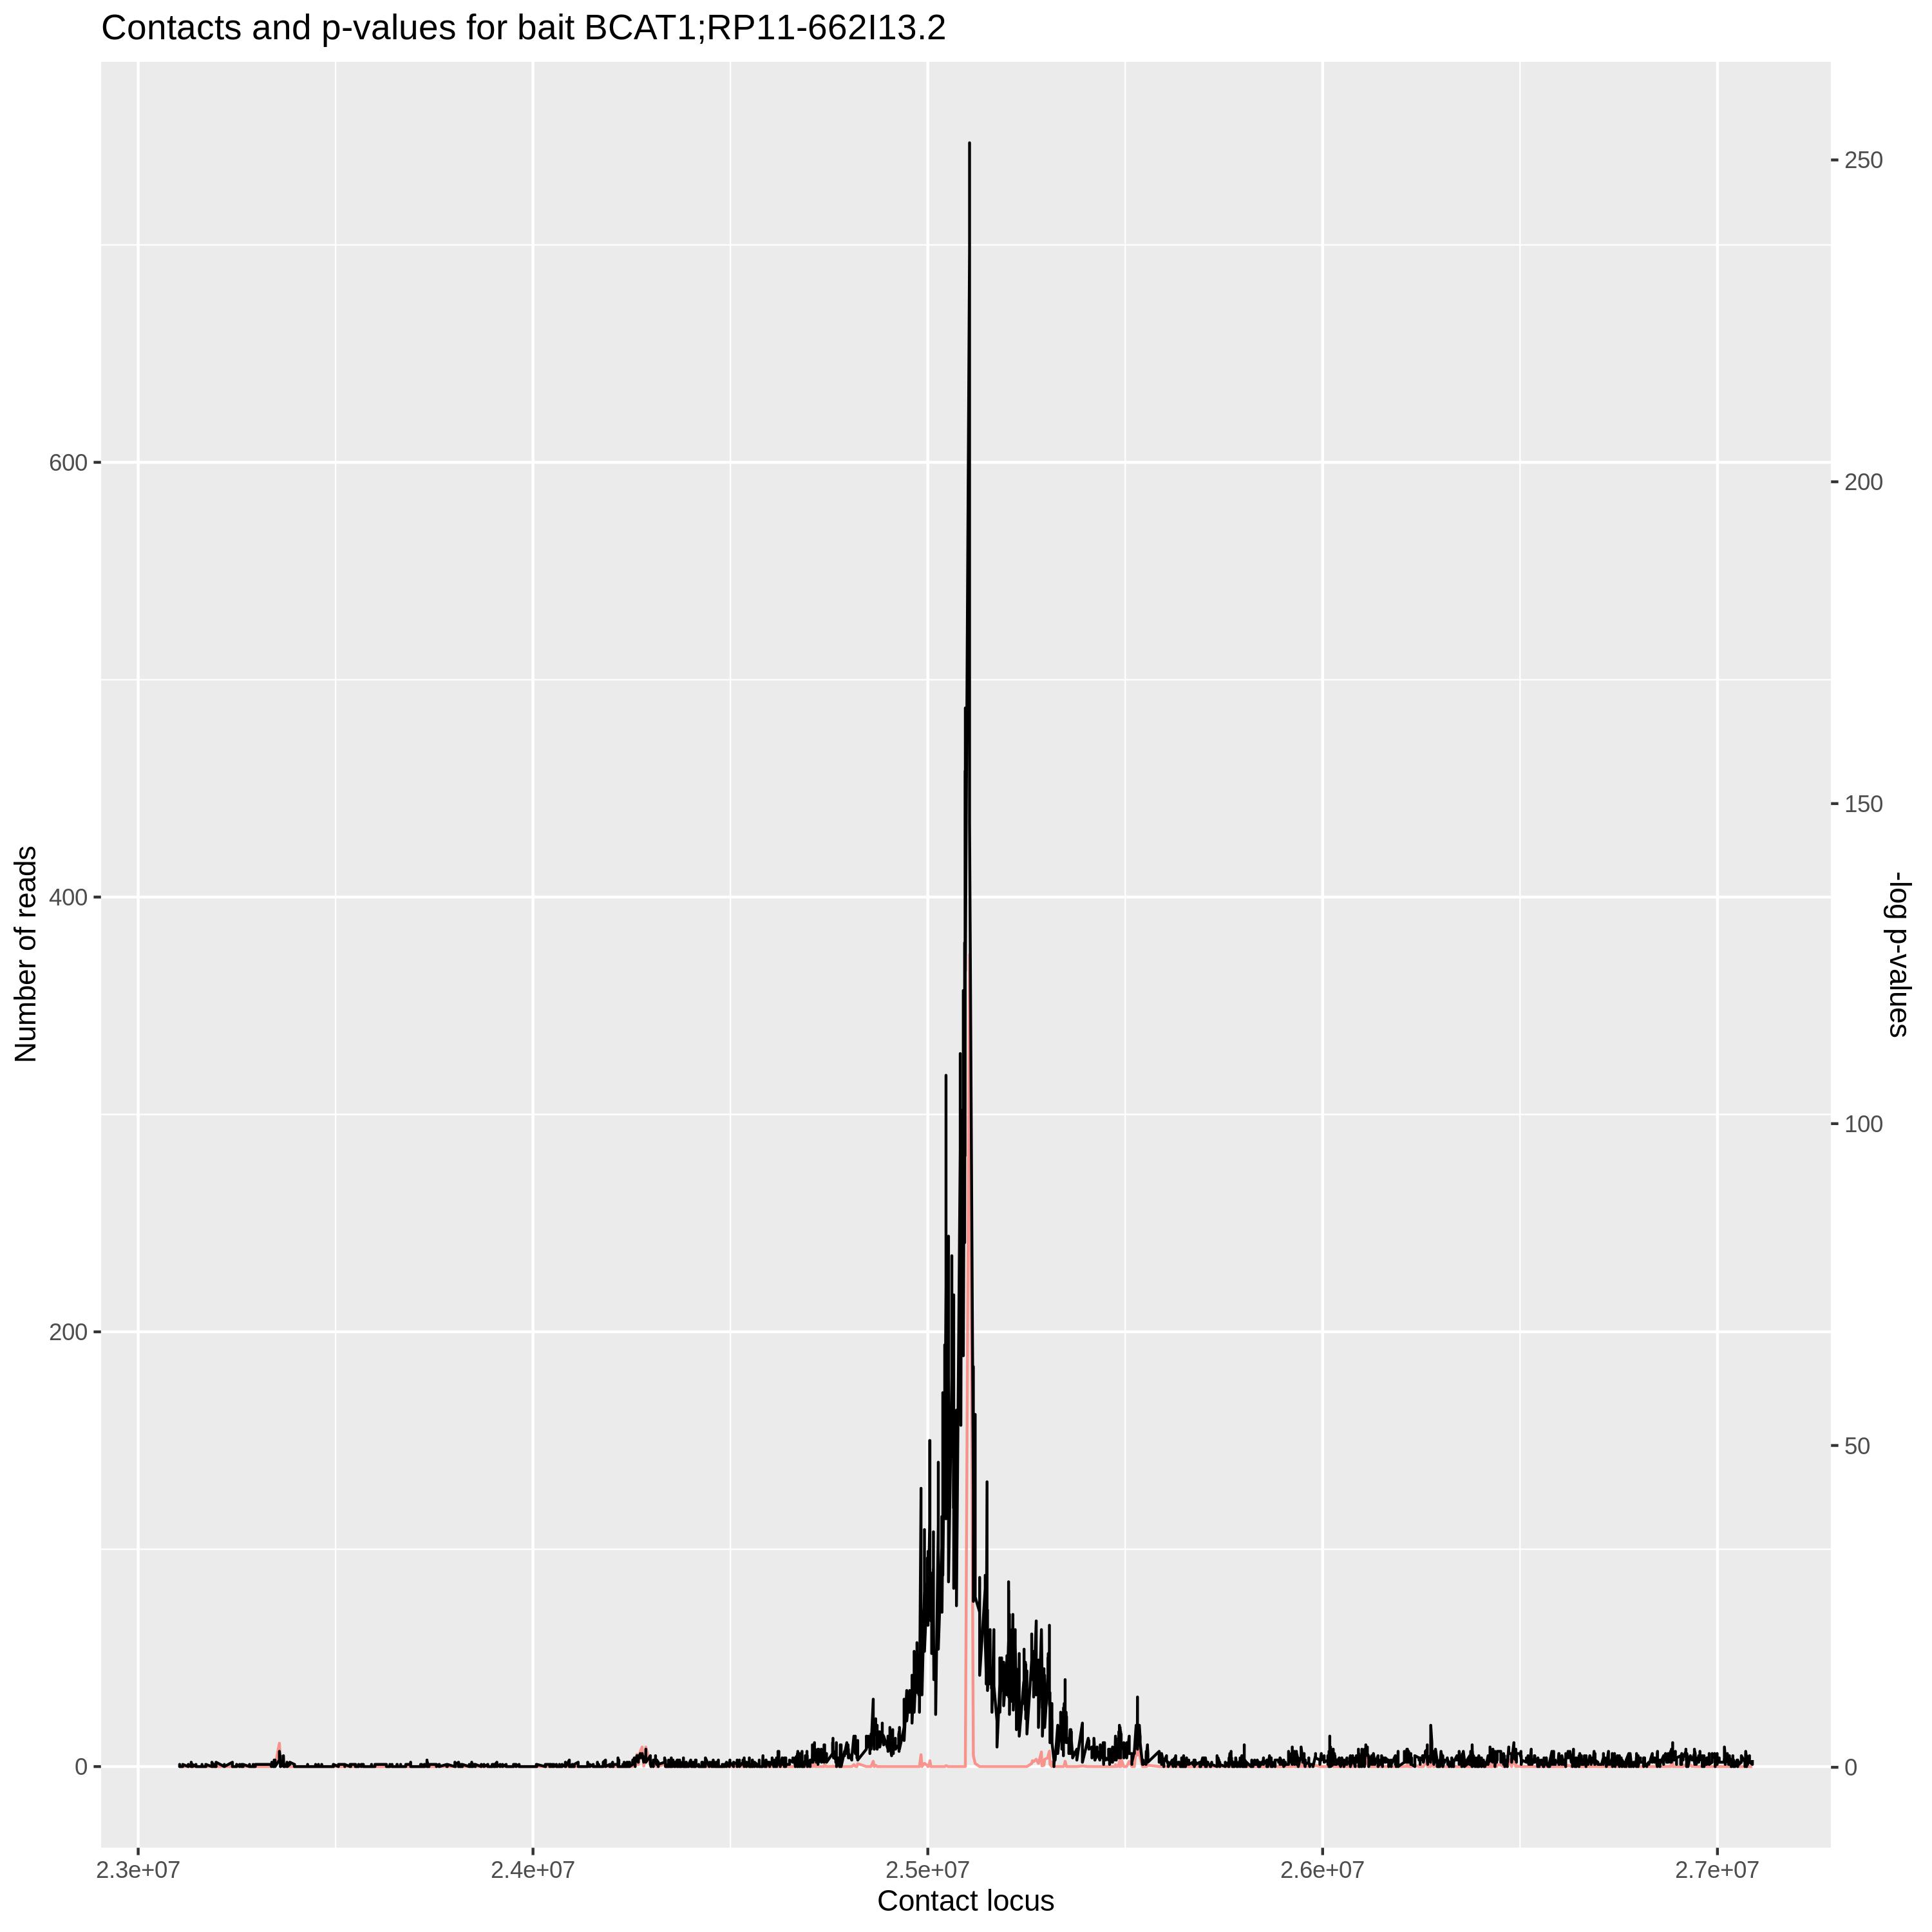 Contacts and p-values for bait BCAT1;RP11-662I13.2
Number of reads
600
400
200
0
250
200
150
100
50
0
-log p-values
2.3e+07
2.4e+07
2.5e+07
2.6e+07
2.7e+07
Contact locus